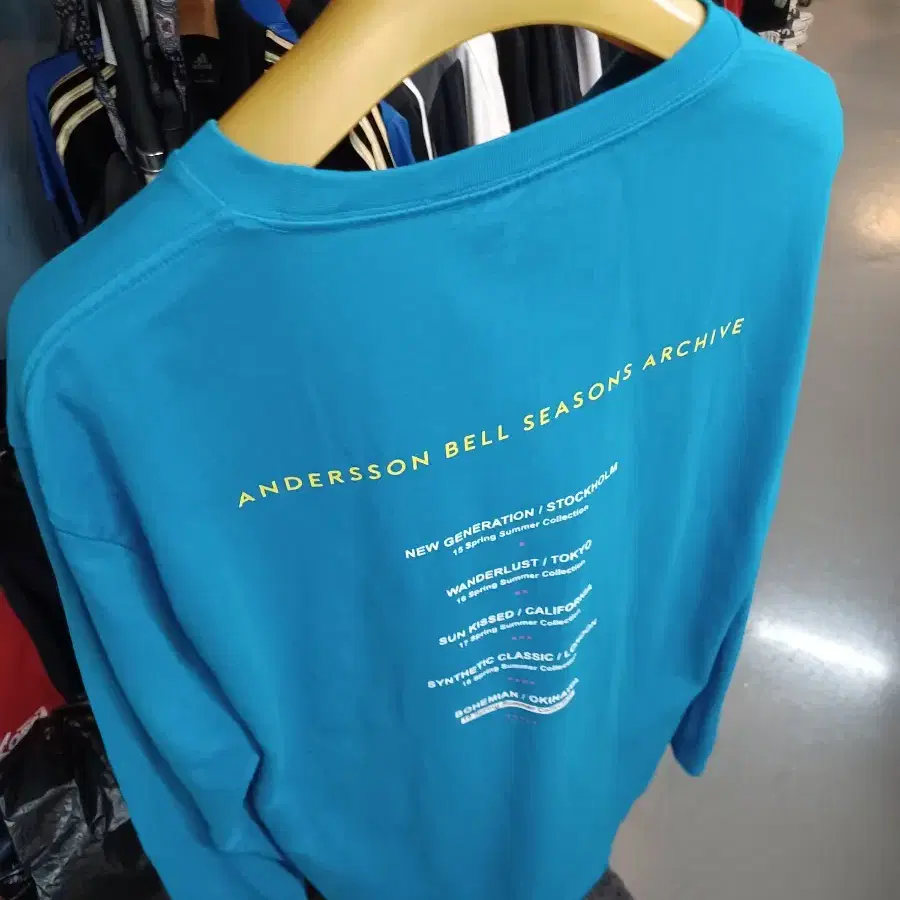 ANDERSSON BELL SEASONS ARCHIVE
NEW GENERATION / STOCKHOLM
15 Spring Summer Collection
WANDERLUST / TOKYO
16 Spring Summer Collection
SUN KISSED / CALIFORNIA
17 Spring Summer Collection
SYNTHETIC CLASSIC / LONDON
18 Spring Summer Collection
BOHEMIAN / OKINAWA